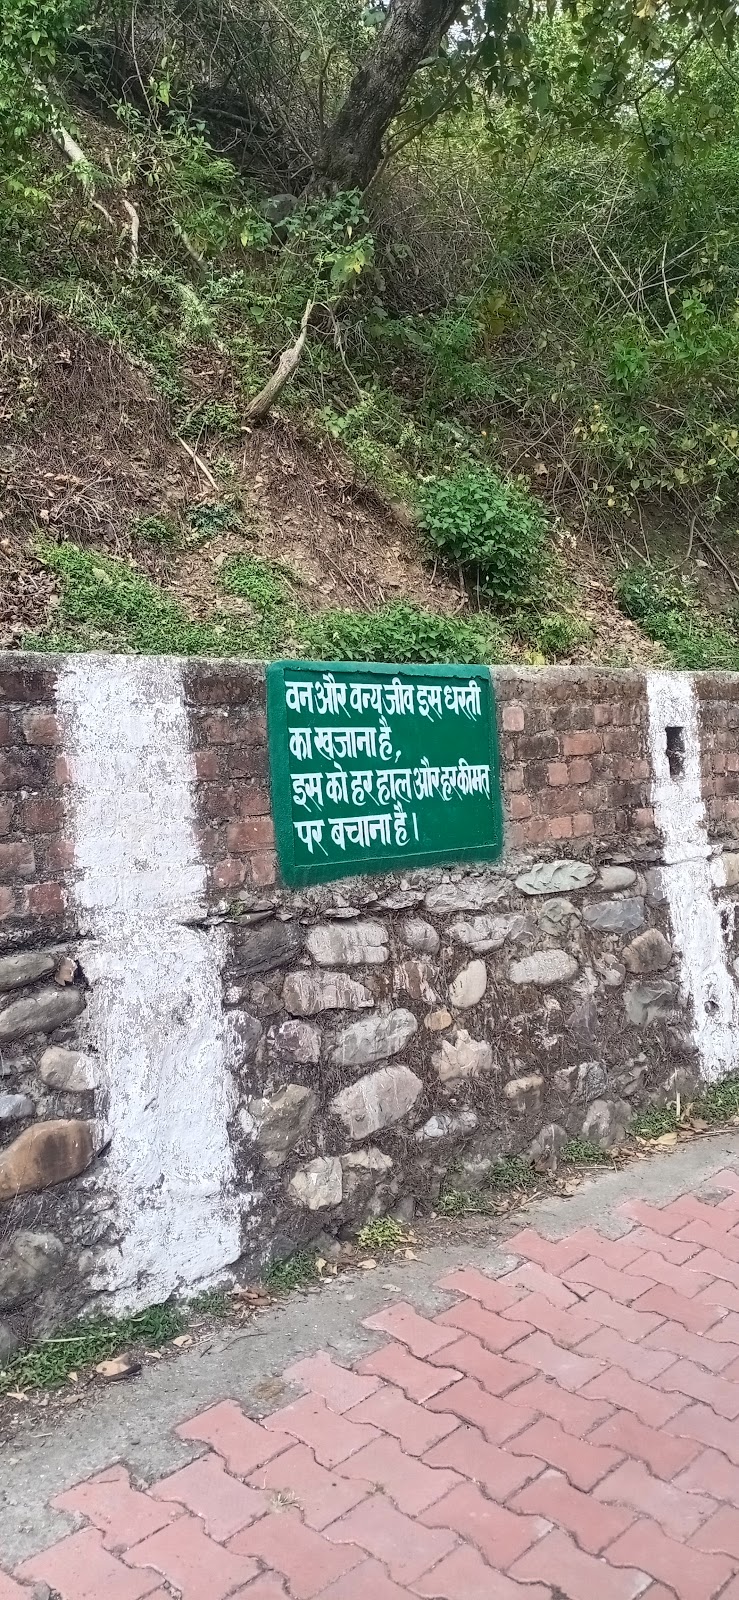 वन और वन्य जीव इस धरती
का खजाना है,
इस को हर हाल और हर कीमत
पर बचाना है।